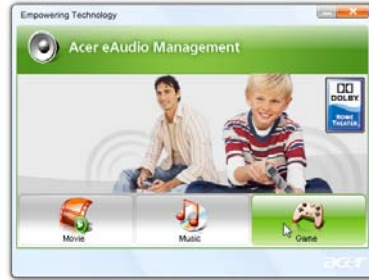 Empowering Technology
Acer eAudio Management
DOLBY
HOME
THEATER
Movie
Music
Game
acer